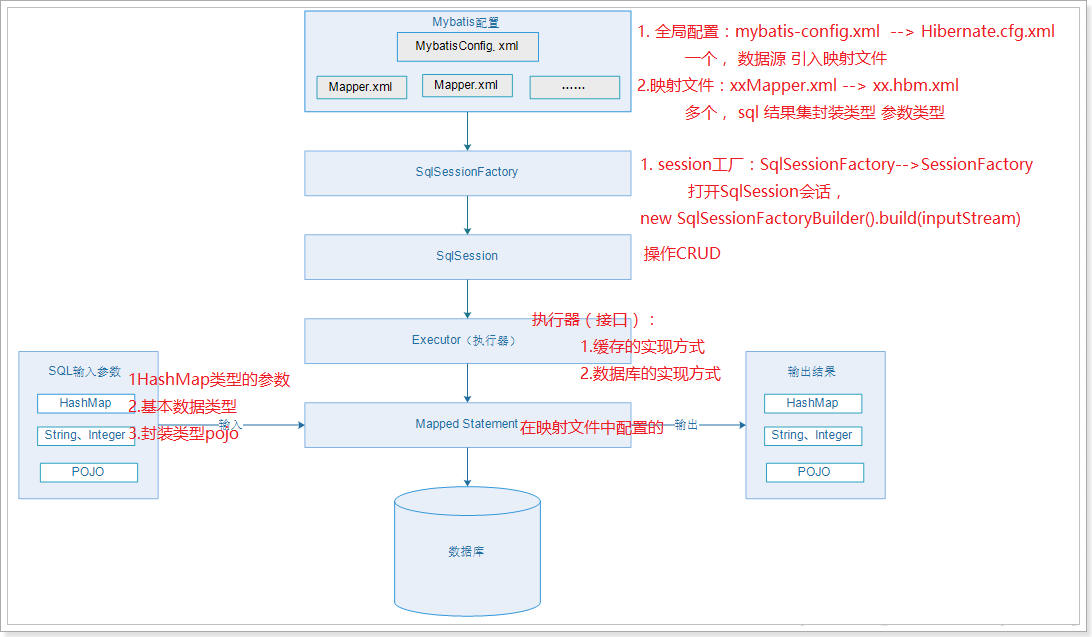 Mybatis配置
MybatisConfig. xml
Mapper.xml
Mapper.xml
......
1. 全局配置：mybatis-config.xml --> Hibernate.cfg.xml
一个， 数据源 引入映射文件
2.映射文件：xxMapper.xml --> xx.hbm.xml
多个， sql 结果集封装类型 参数类型
SqlSessionFactory
1. session工厂：SqlSessionFactory-->SessionFactory
打开SqlSession会话，
new SqlSessionFactoryBuilder().build(inputStream)
SqlSession
操作CRUD
Executor（执行器）
执行器（接口）：
1.缓存的实现方式
2.数据库的实现方式
SQL输入参数
HashMap
String、Integer
POJO
1HashMap类型的参数
2.基本数据类型
3.封装类型pojo
输入
Mapped Statement
在映射文件中配置的
输出
输出结果
HashMap
String、Integer
POJO
数据库